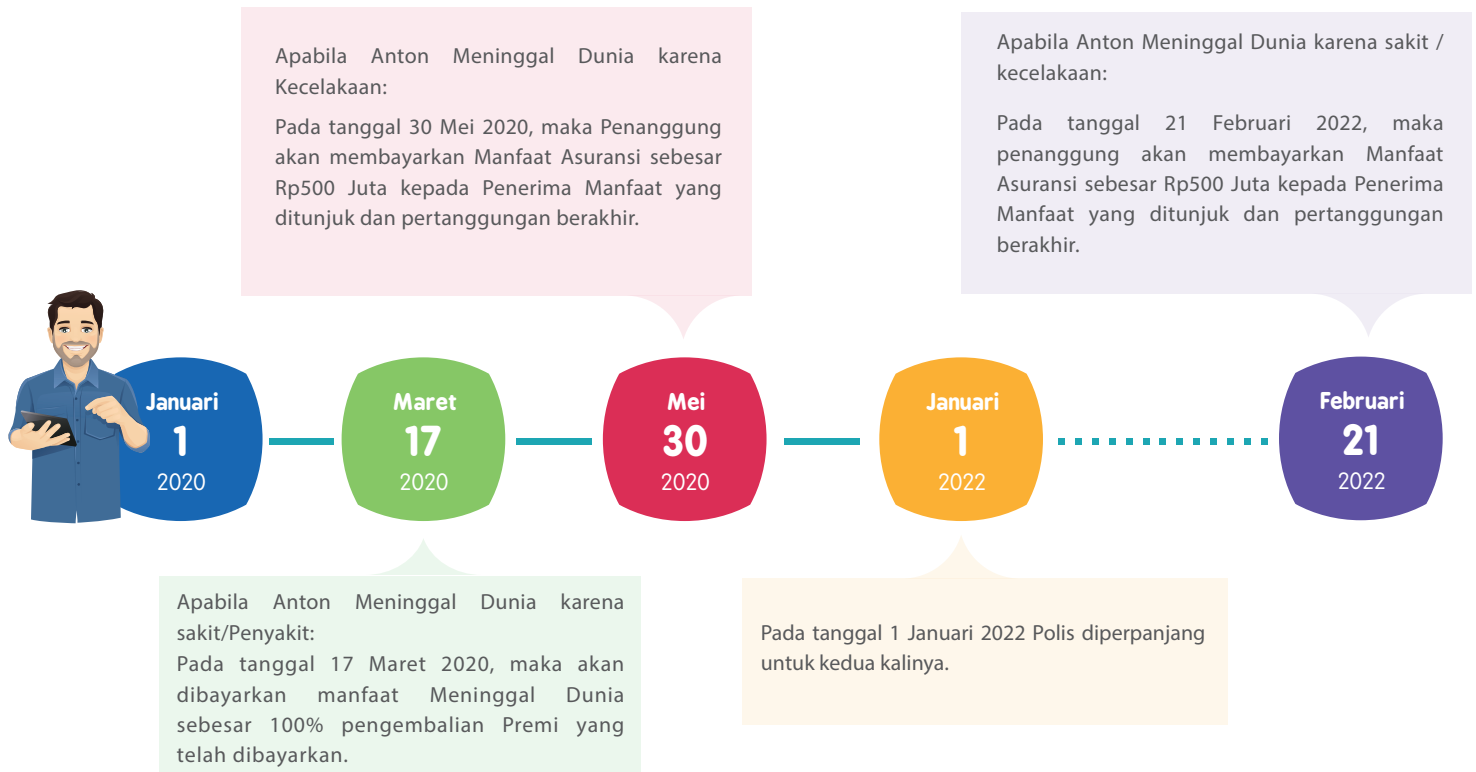 Apabila Anton Meninggal Dunia karena
Kecelakaan:
Pada tanggal 30 Mei 2020, maka Penanggung
akan membayarkan Manfaat Asuransi sebesar
Rp500 Juta kepada Penerima Manfaat yang
ditunjuk dan pertanggungan berakhir.
Apabila Anton Meninggal Dunia karena sakit /
kecelakaan:
Pada tanggal 21 Februari 2022, maka
penanggung akan membayarkan Manfaat
Asuransi sebesar Rp500 Juta kepada Penerima
Manfaat yang ditunjuk dan pertanggungan
berakhir.
Januari
1
2020
Maret
17
2020
Mei
30
2020
Januari
1
2022
Februari
21
2022
Apabila Anton Meninggal Dunia karena
sakit/Penyakit:
Pada tanggal 17 Maret 2020, maka akan
dibayarkan manfaat Meninggal Dunia
sebesar 100% pengembalian Premi yang
telah dibayarkan.
Pada tanggal 1 Januari 2022 Polis diperpanjang
untuk kedua kalinya.